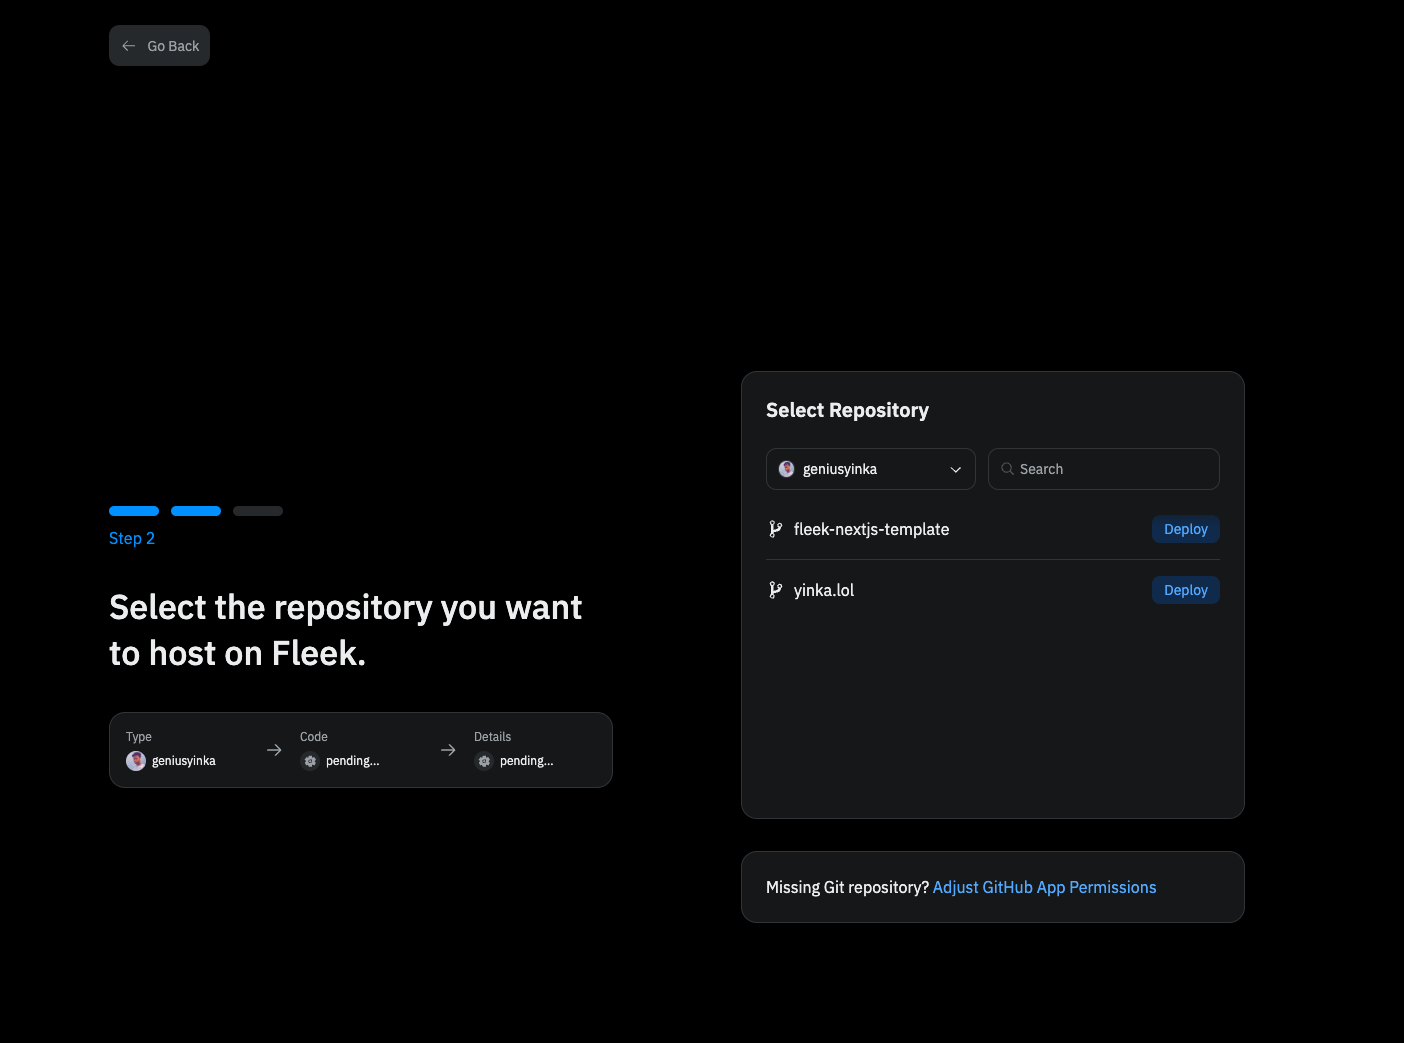 Go Back
Step 2
Select the repository you want
to host on Fleek.
Type
geniusyinka
Code
pending...
Details
pending...
Select Repository
geniusyinka
Search
fleek-nextjs-template
Deploy
yinka.lol
Deploy
Missing Git repository? Adjust GitHub App Permissions